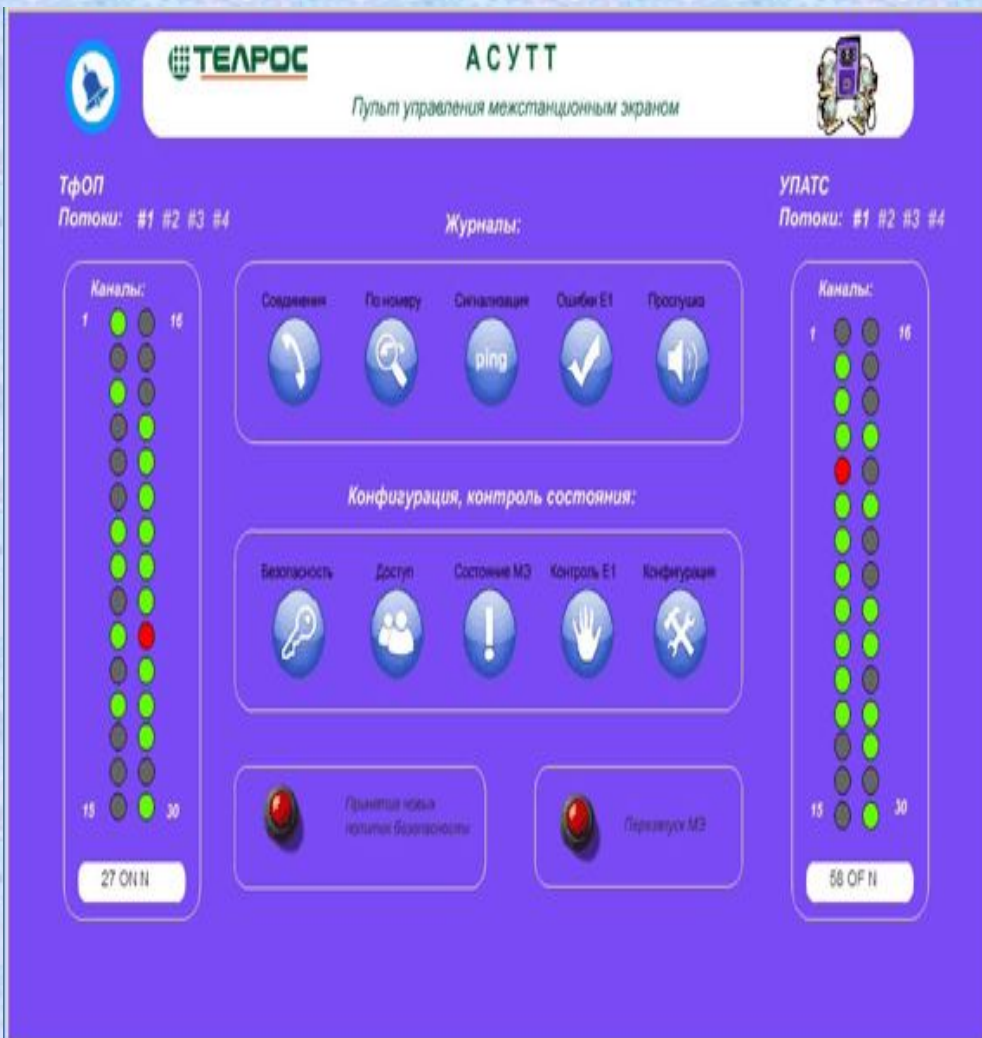 ТЕЛРОС
АСУТТ
Пульт управления межстанционным экраном
ТфОП
Потоки: #1 #2 #3 #4
УПАТС
Потоки: #1 #2 #3 #4
Журналы:
Каналы:
1 16
15 30
27 ON N
Соединения По номеру Сигнализация Ошибки Е1 Прослушка
ping
Конфигурация, контроль состояния:
Безопасность Доступ Состояние МЭ Контроль Е1 Конфигурация
Принятие новых
политик безопасности
Перезапуск МЭ
Каналы:
1 16
15 30
58 OF N